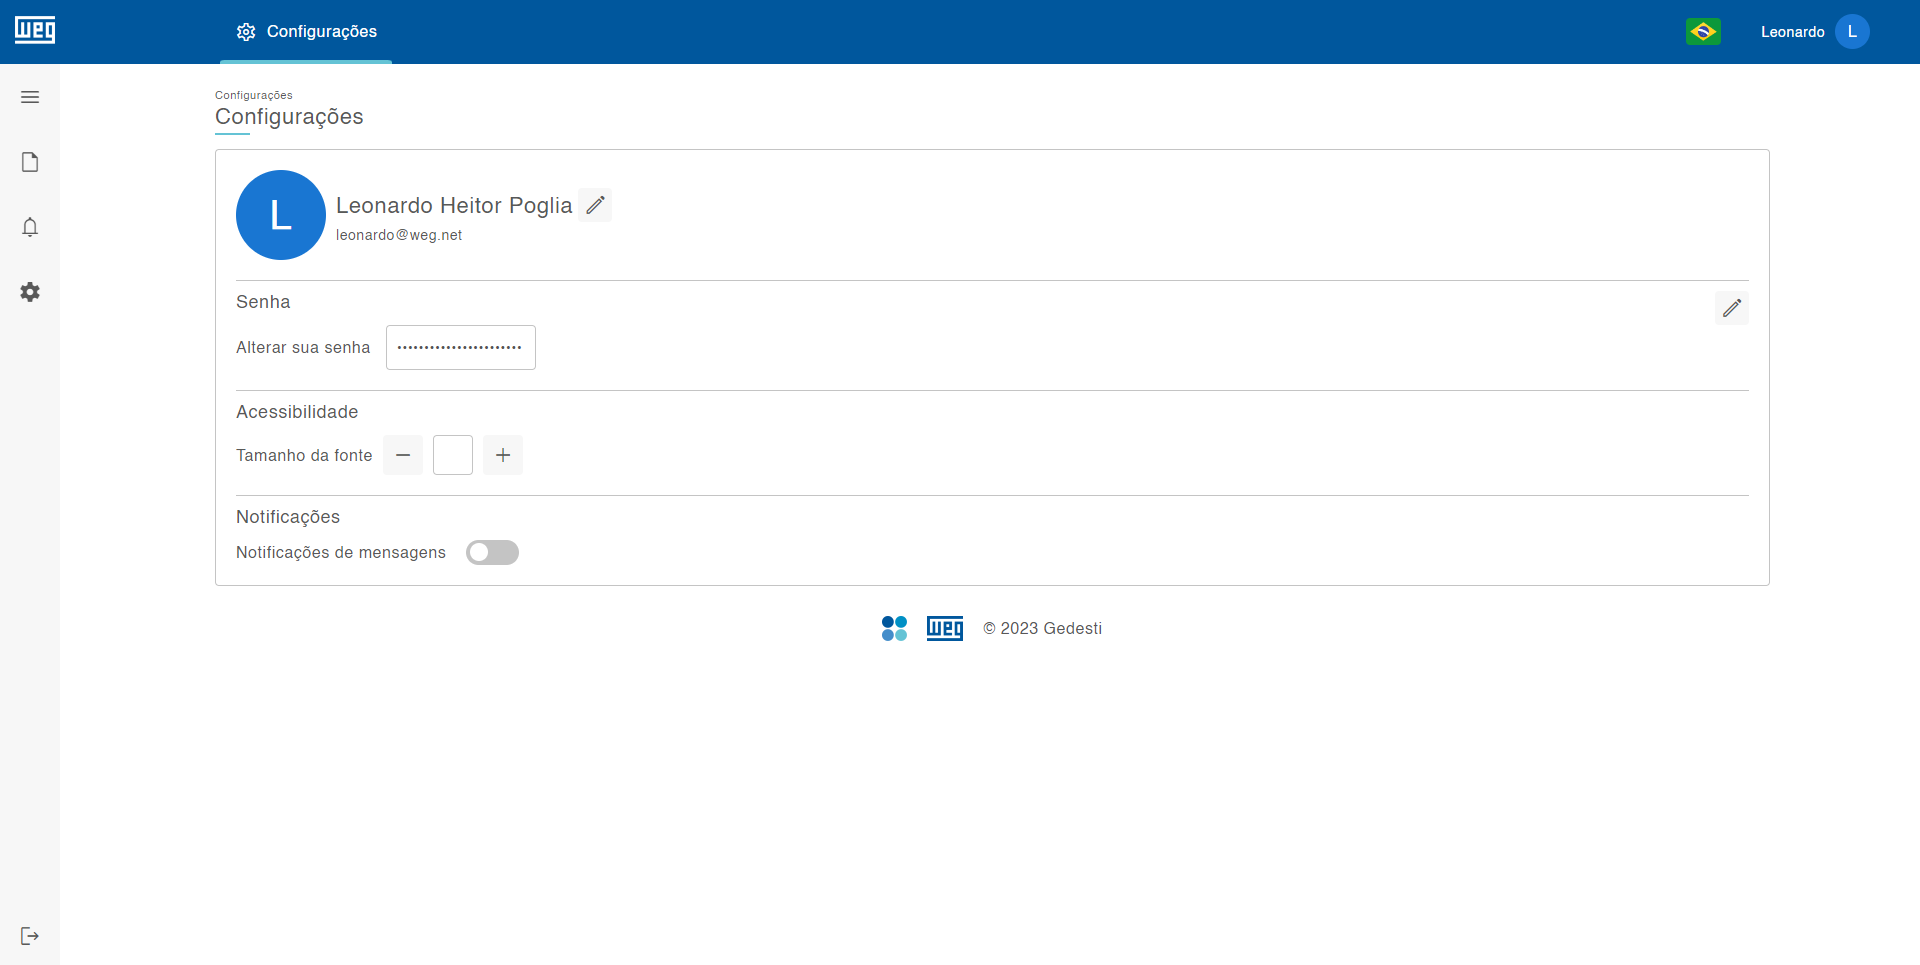 weg
Configurações
Leonardo
L
Configurações
Configurações
L
Leonardo Heitor Poglia
leonardo@weg.net
Senha
Alterar sua senha
•••••••••••••••••••••••
Acessibilidade
Tamanho da fonte − +
Notificações
Notificações de mensagens
weg © 2023 Gedesti